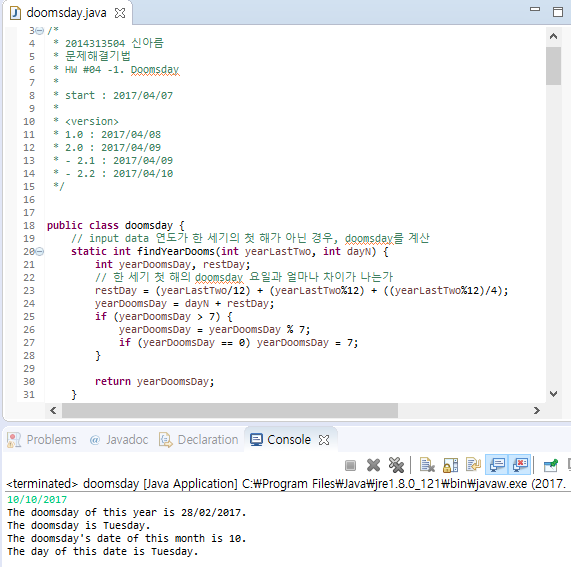 doomsday.java
3 /*
4  * 2014313504 신아름
5  * 문제해결기법
6  * HW #04 -1. Doomsday
7  *
8  * start : 2017/04/07
9  *
10  * <version>
11  * 1.0 : 2017/04/08
12  * 2.0 : 2017/04/09
13  * - 2.1 : 2017/04/09
14  * - 2.2 : 2017/04/10
15  */
16
17
18 public class doomsday {
19     // input data 연도가 한 세기의 첫 해가 아닌 경우, doomsday를 계산
20     static int findYearDooms(int yearLastTwo, int dayN) {
21         int yearDoomsDay, restDay;
22         // 한 세기 첫 해의 doomsday 요일과 얼마나 차이가 나는가
23         restDay = (yearLastTwo/12) + (yearLastTwo%12) + ((yearLastTwo%12)/4);
24         yearDoomsDay = dayN + restDay;
25         if (yearDoomsDay > 7) {
26             yearDoomsDay = yearDoomsDay % 7;
27             if (yearDoomsDay == 0) yearDoomsDay = 7;
28         }
29
30         return yearDoomsDay;
31     }
Problems @ Javadoc Declaration Console
<terminated> doomsday [Java Application] C:₩Program Files₩Java₩jre1.8.0_121₩bin₩javaw.exe (2017.
10/10/2017
The doomsday of this year is 28/02/2017.
The doomsday is Tuesday.
The doomsday's date of this month is 10.
The day of this date is Tuesday.